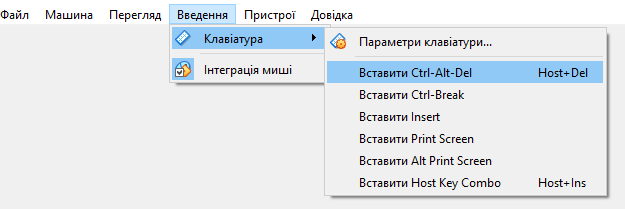 Файл Машина Перегляд Введення Пристрої Довідка
Клавіатура
Інтеграція миші
Параметри клавіатури...
Вставити Ctrl-Alt-Del Host+Del
Вставити Ctrl-Break
Вставити Insert
Вставити Print Screen
Вставити Alt Print Screen
Вставити Host Key Combo Host+Ins